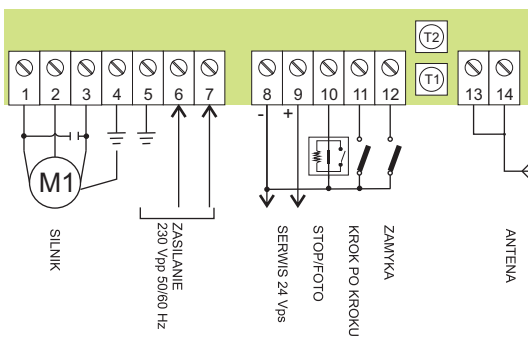 T2
T1
1 2 3 4 5 6 7 8 9 10 11 12 13 14
- +
M1
SILNIK
ZASILANIE
230 Vpp 50/60 Hz
SERWIS 24 Vps
STOP/FOTO
KROK PO KROKU
ZAMYKA
ANTENA